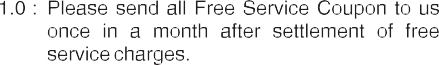 1.0 : Please send all Free Service Coupon to us
once in a month after settlement of free
service charges.